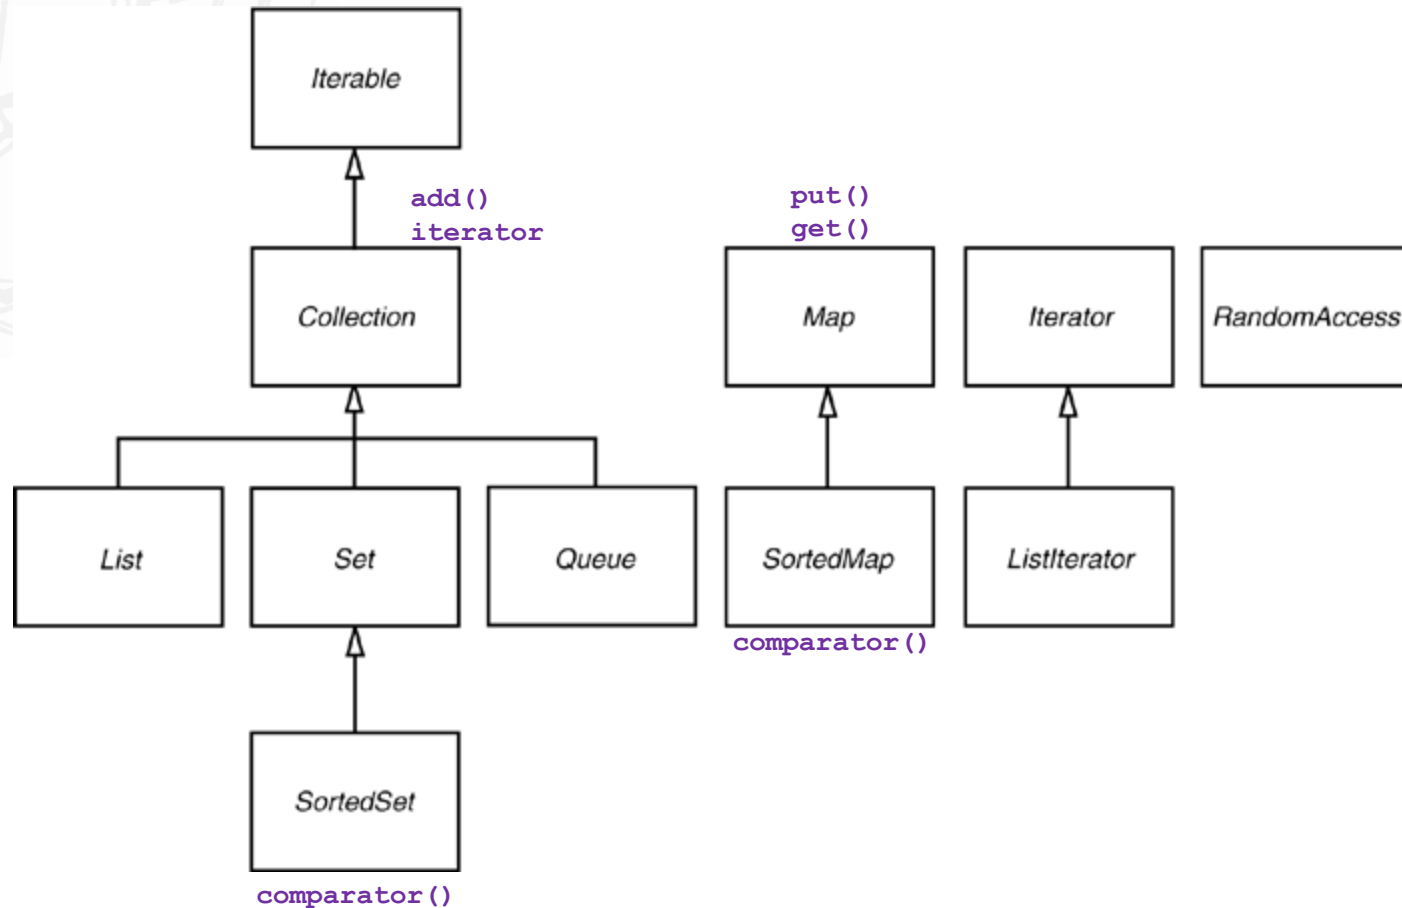 Iterable
add()
iterator
put()
get()
Collection
Map
Iterator
RandomAccess
List
Set
Queue
SortedMap
ListIterator
comparator()
SortedSet
comparator()